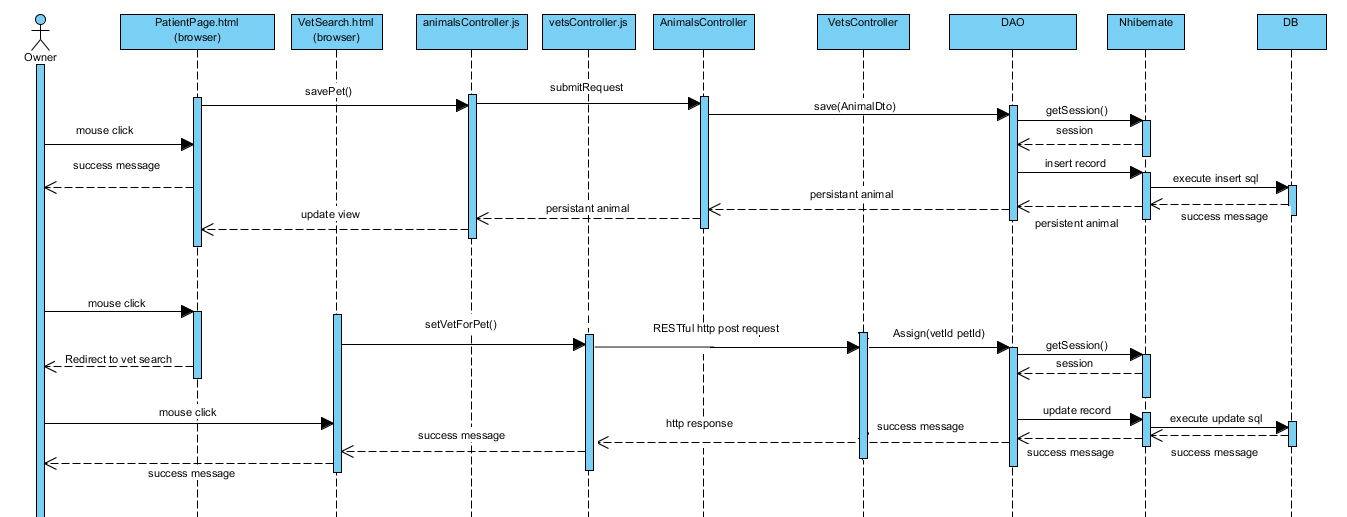 PatientPage.html
(browser)
VetSearch.html
(browser)
animalsController.js
vetsController.js
AnimalsController
VetsController
DAO
Nhibernate
DB
Owner
savePet()
submitRequest
save(AnimalDto)
getSession()
mouse click
session
success message
insert record
execute insert sql
persistant animal
persistant animal
update view
success message
persistent animal
mouse click
setVetForPet()
RESTful http post request
Assign(vetId petId)
getSession()
Redirect to vet search
session
mouse click
update record
execute update sql
http response
success message
success message
success message
success message
success message